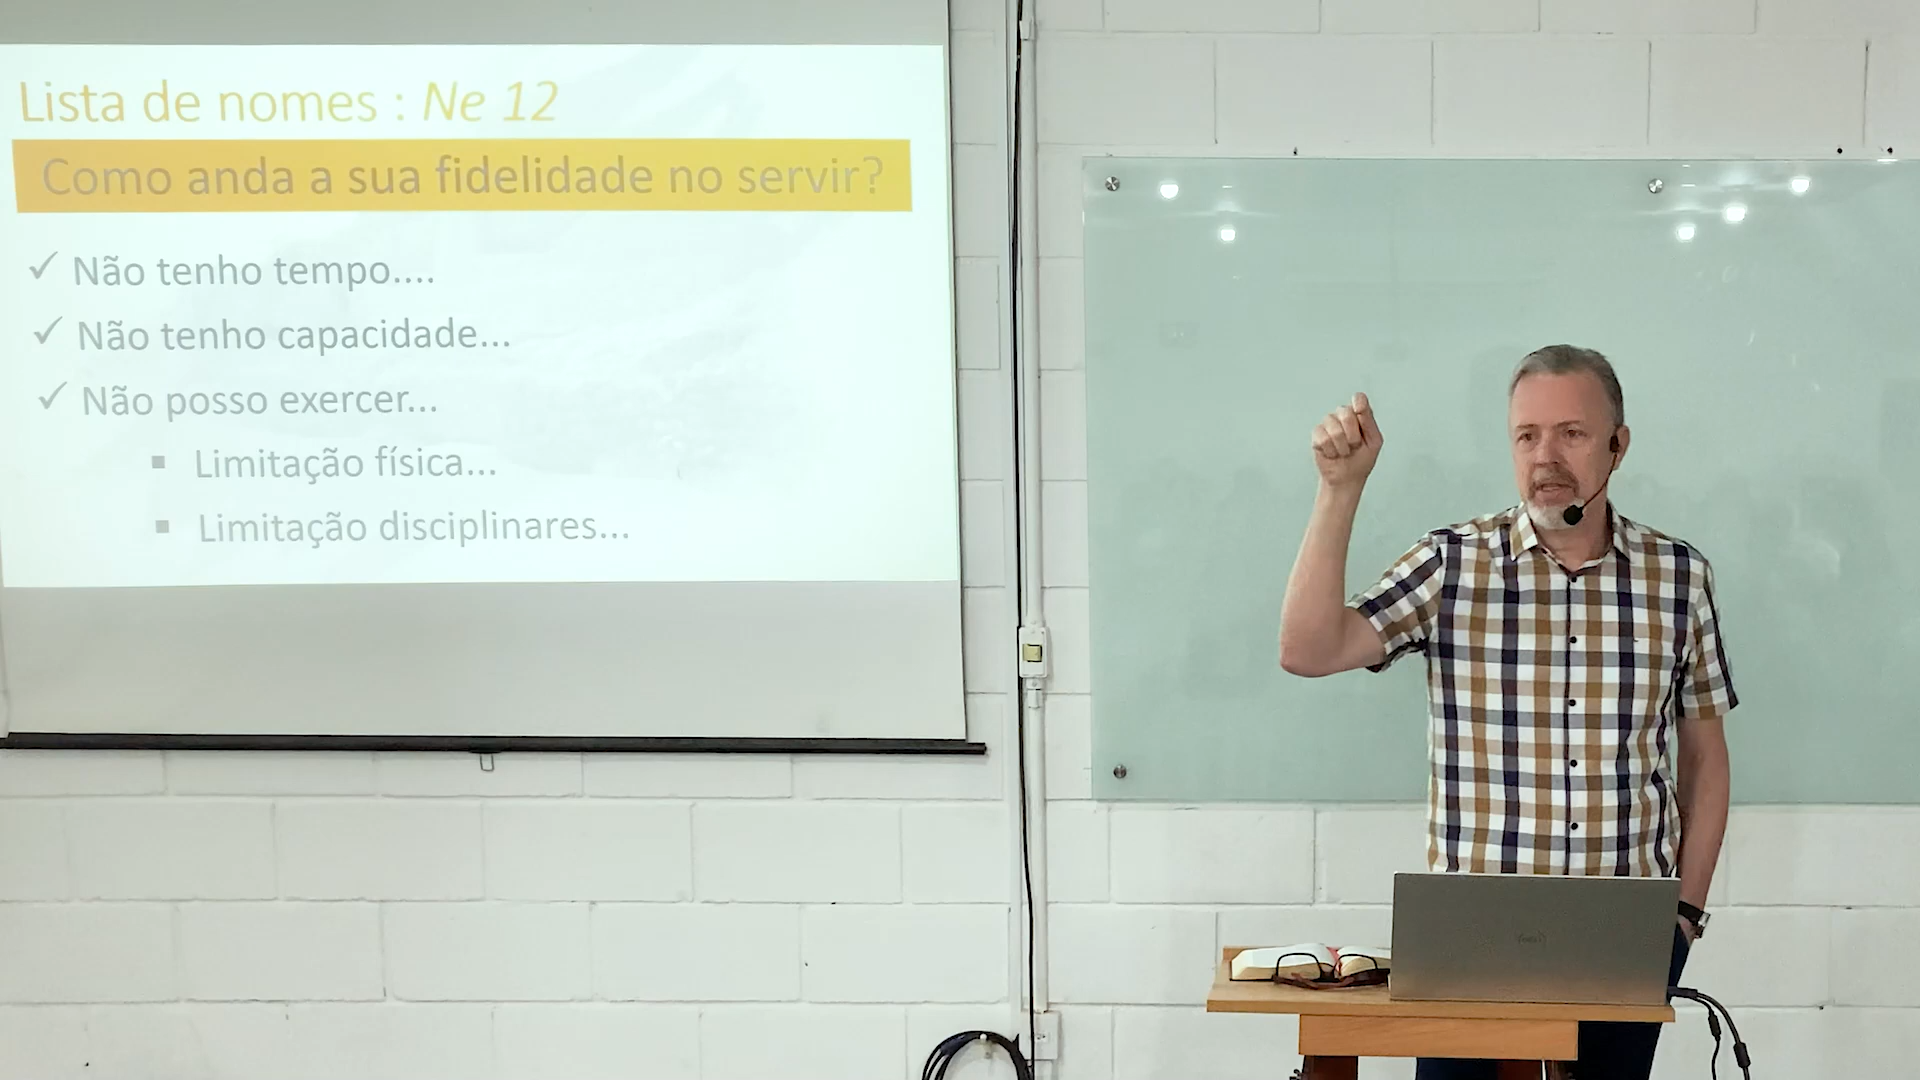 Lista de nomes : Ne 12
Como anda a sua fidelidade no servir?
✓ Não tenho tempo....
✓ Não tenho capacidade...
✓ Não posso exercer...
▪ Limitação física...
▪ Limitação disciplinares...